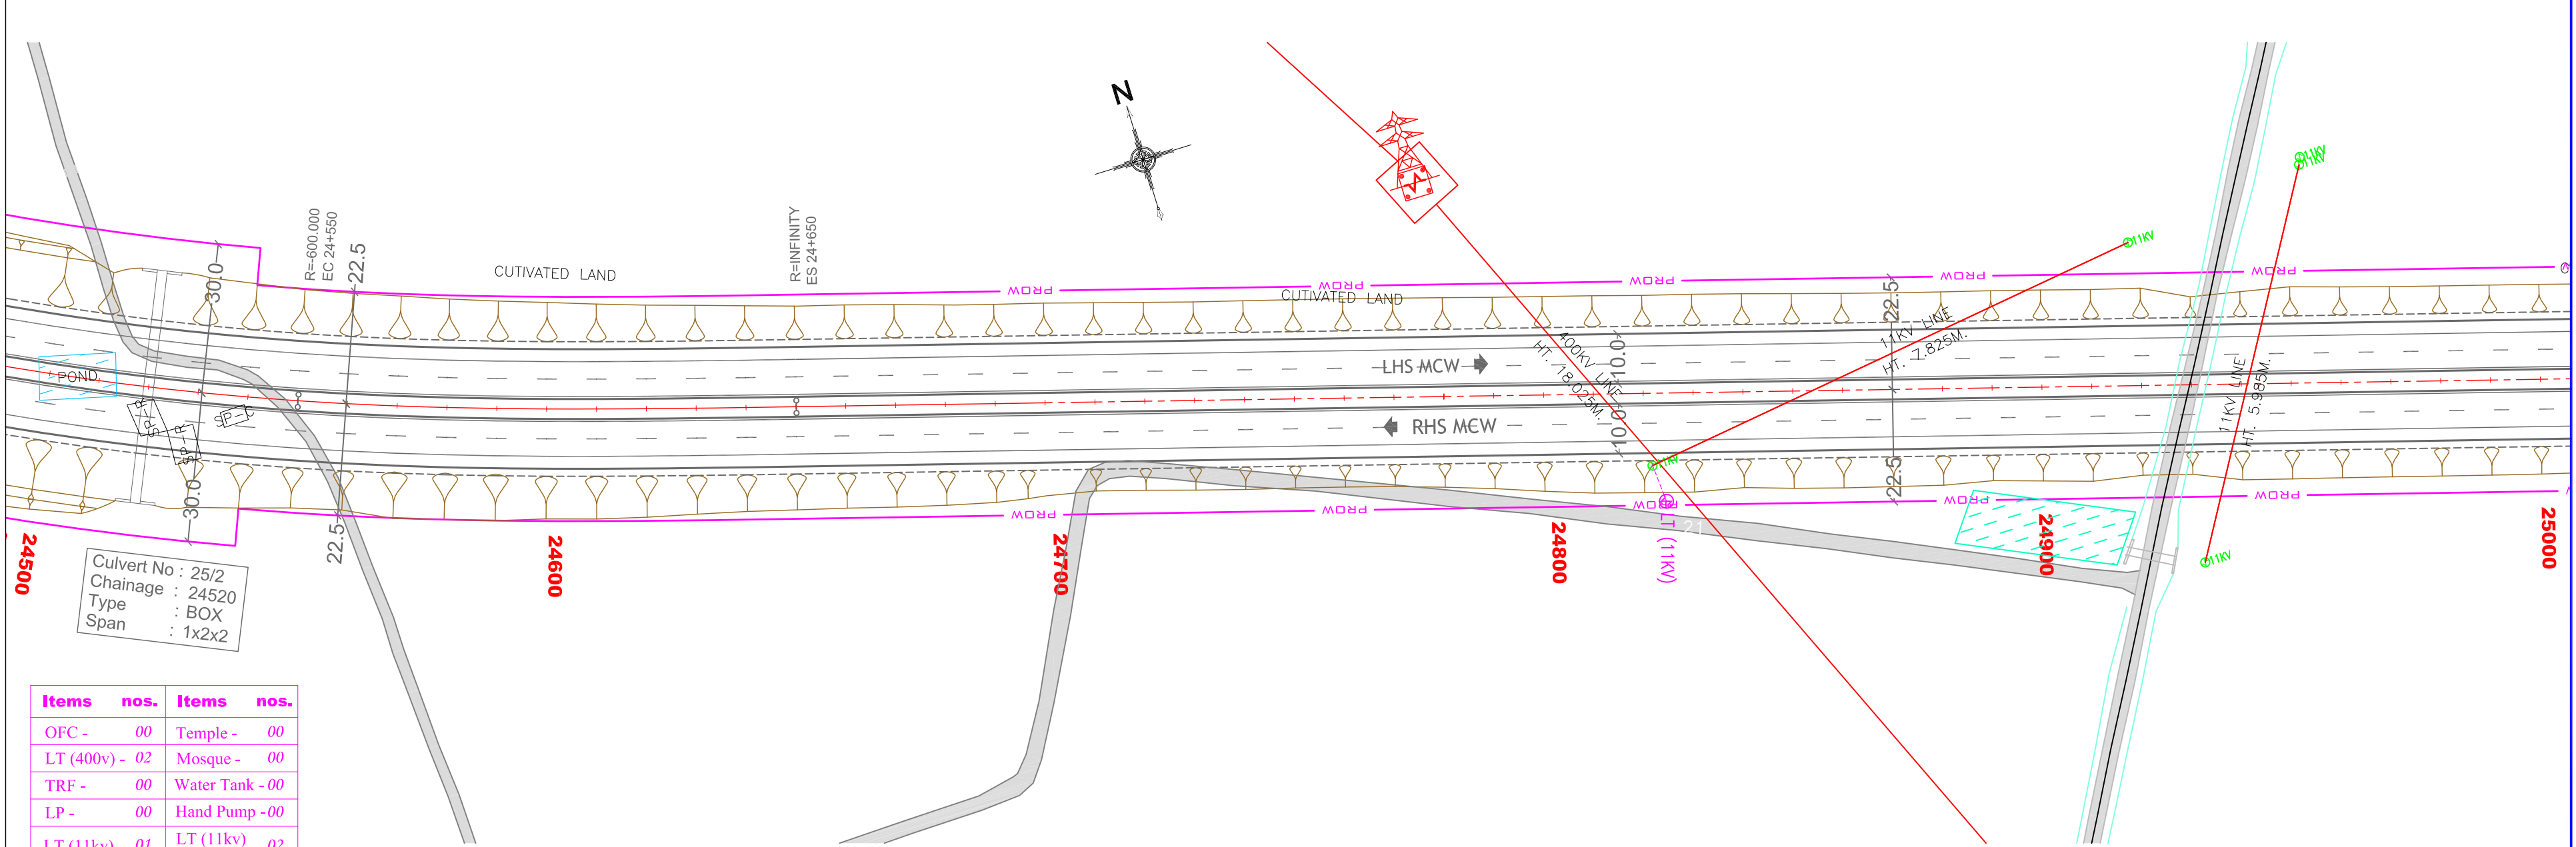 N
R=-600.000
EC 24+550
R=INFINITY
ES 24+650
30.0
22.5
CUTIVATED LAND
PROW
PROW
PROW
PROW
PROW
CUTIVATED LAND
400KV LINE
HT. 18.025M.
10.0
10.0
22.5
22.5
11KV LINE
HT. 7.825M.
11KV
11KV
11KV
11KV LINE
HT. 5.985M.
11KV
11KV
LHS MCW
RHS MCW
POND
SP-R
SP-R
SP-L
30.0
22.5
PROW
PROW
PROW
PROW
PROW
LT (11KV)
21
24500
24600
24700
24800
24900
25000
Culvert No : 25/2
Chainage : 24520
Type : BOX
Span : 1x2x2
Items nos. Items nos.
OFC - 00 Temple - 00
LT (400v) - 02 Mosque - 00
TRF - 00 Water Tank - 00
LP - 00 Hand Pump - 00
LT (11kv) 01 LT (11kv) 02